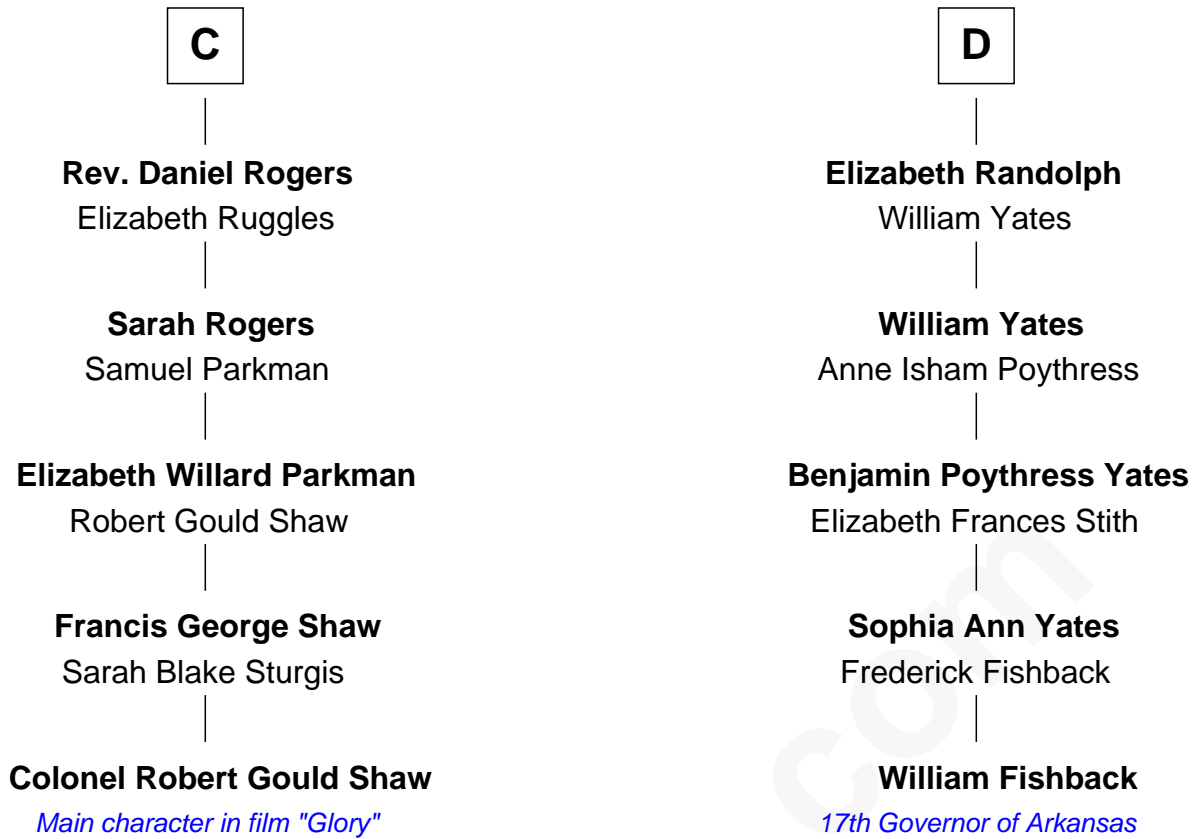 C
Rev. Daniel Rogers
Elizabeth Ruggles
Sarah Rogers
Samuel Parkman
Elizabeth Willard Parkman
Robert Gould Shaw
Francis George Shaw
Sarah Blake Sturgis
Colonel Robert Gould Shaw
Main character in film "Glory"
D
Elizabeth Randolph
William Yates
William Yates
Anne Isham Poythress
Benjamin Poythress Yates
Elizabeth Frances Stith
Sophia Ann Yates
Frederick Fishback
William Fishback
17th Governor of Arkansas
com